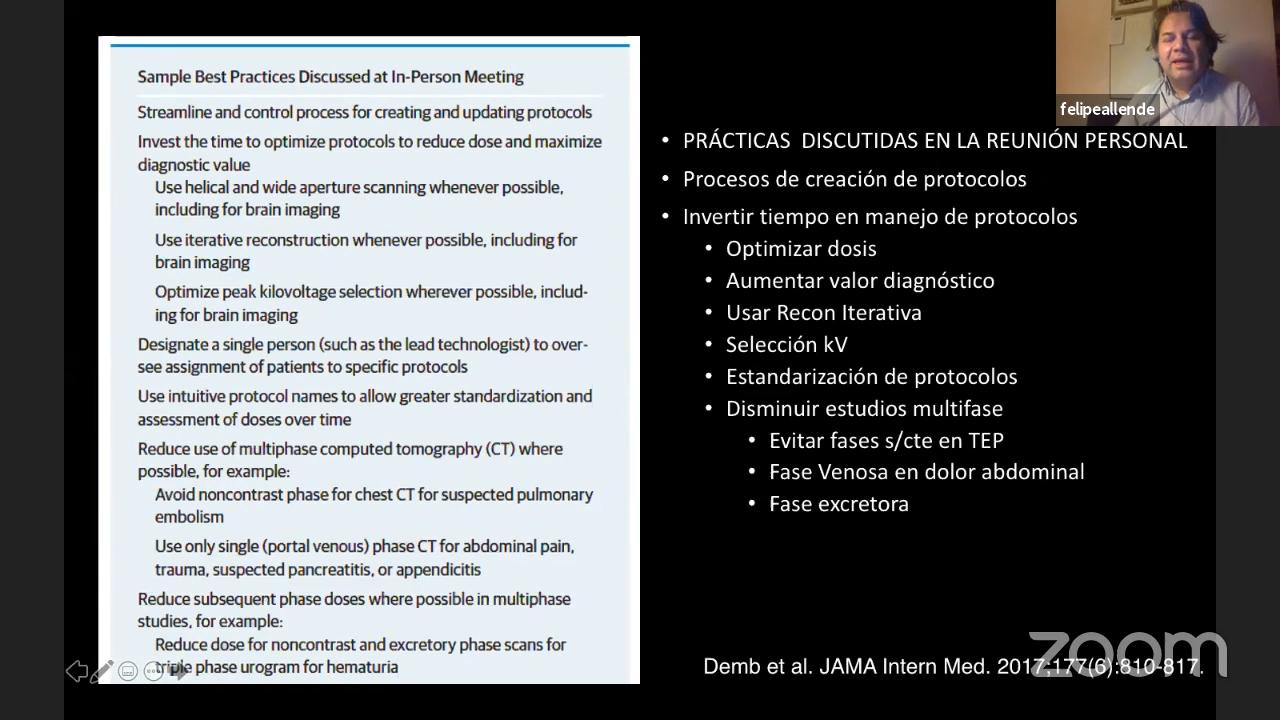 Sample Best Practices Discussed at In-Person Meeting
Streamline and control process for creating and updating protocols
Invest the time to optimize protocols to reduce dose and maximize
diagnostic value
Use helical and wide aperture scanning whenever possible,
including for brain imaging
Use iterative reconstruction whenever possible, including for
brain imaging
Optimize peak kilovoltage selection wherever possible, includ-
ing for brain imaging
Designate a single person (such as the lead technologist) to over-
see assignment of patients to specific protocols
Use intuitive protocol names to allow greater standardization and
assessment of doses over time
Reduce use of multiphase computed tomography (CT) where
possible, for example:
Avoid noncontrast phase for chest CT for suspected pulmonary
embolism
Use only single (portal venous) phase CT for abdominal pain,
trauma, suspected pancreatitis, or appendicitis
Reduce subsequent phase doses where possible in multiphase
studies, for example:
Reduce dose for noncontrast and excretory phase scans for
triple phase urogram for hematuria
felipeallende
• PRÁCTICAS DISCUTIDAS EN LA REUNIÓN PERSONAL
• Procesos de creación de protocolos
• Invertir tiempo en manejo de protocolos
• Optimizar dosis
• Aumentar valor diagnóstico
• Usar Recon Iterativa
• Selección kV
• Estandarización de protocolos
• Disminuir estudios multifase
• Evitar fases s/cte en TEP
• Fase Venosa en dolor abdominal
• Fase excretora
Demb et al. JAMA Intern Med. 2017;177(6):810-817.
zoom